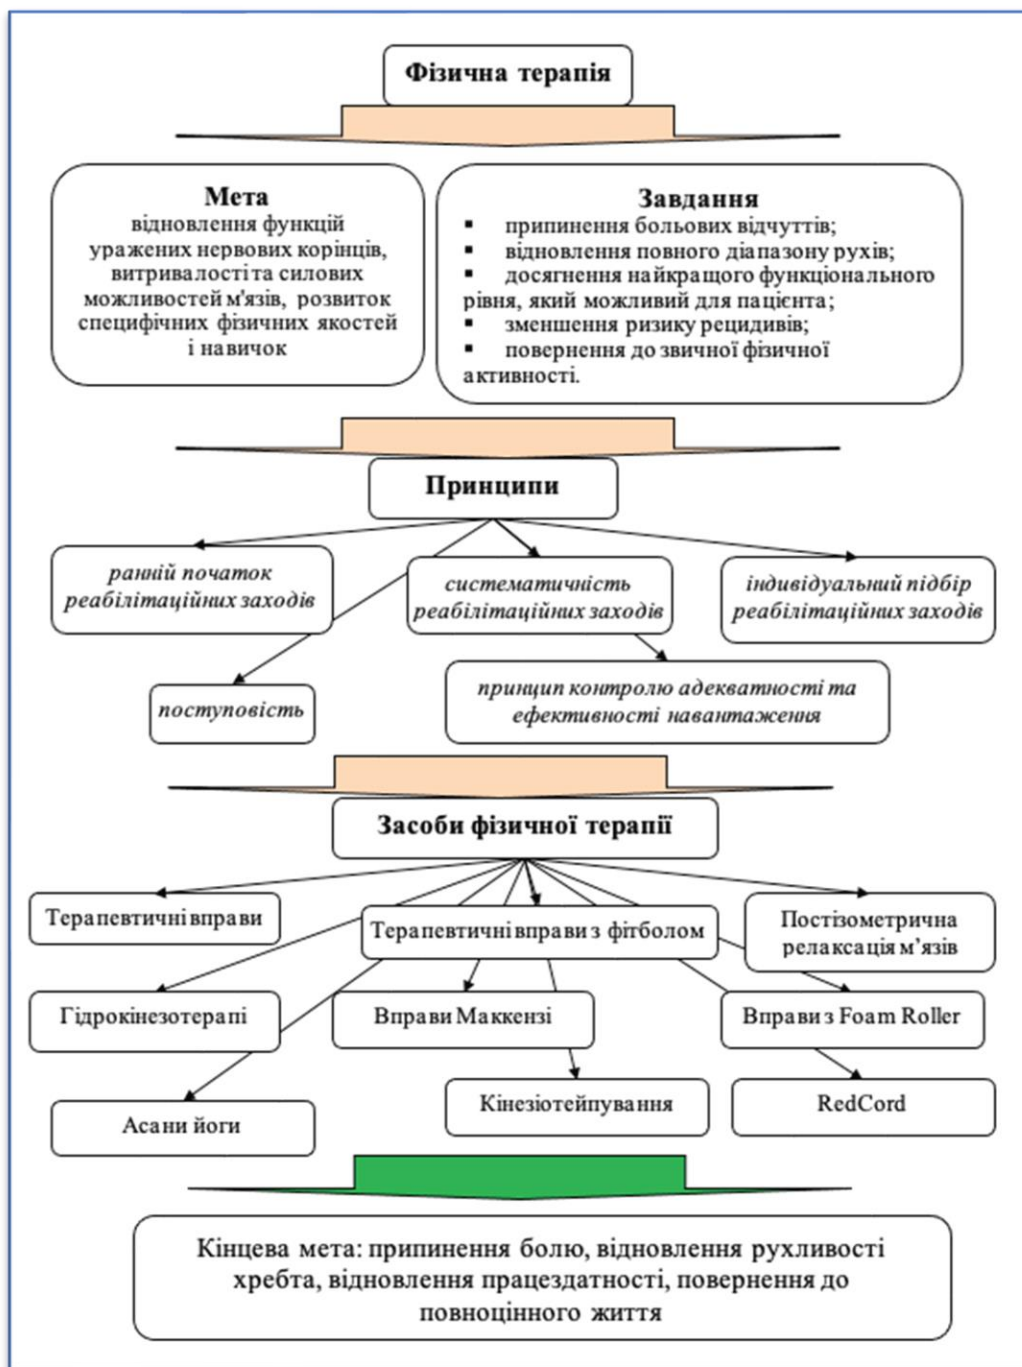 Фізична терапія
Мета
відновлення функцій
уражених нервових корінців,
витривалості та силових
можливостей м'язів, розвиток
специфічних фізичних якостей
і навичок
Завдання
▪ припинення больових відчуттів;
▪ відновлення повного діапазону рухів;
▪ досягнення найкращого функціонального
рівня, який можливий для пацієнта;
▪ зменшення ризику рецидивів;
▪ повернення до звичної фізичної
активності.
Принципи
ранній початок
реабілітаційних заходів
систематичність
реабілітаційних заходів
індивідуальний підбір
реабілітаційних заходів
поступовість
принцип контролю адекватності та
ефективності навантаження
Засоби фізичної терапії
Терапевтичні вправи
Терапевтичні вправи з фітболом
Постізометрична
релаксація м’язів
Гідрокінезотерапі
Вправи Маккензі
Вправи з Foam Roller
Асани йоги
Кінезіотейпування
RedCord
Кінцева мета: припинення болю, відновлення рухливості
хребта, відновлення працездатності, повернення до
повноцінного життя